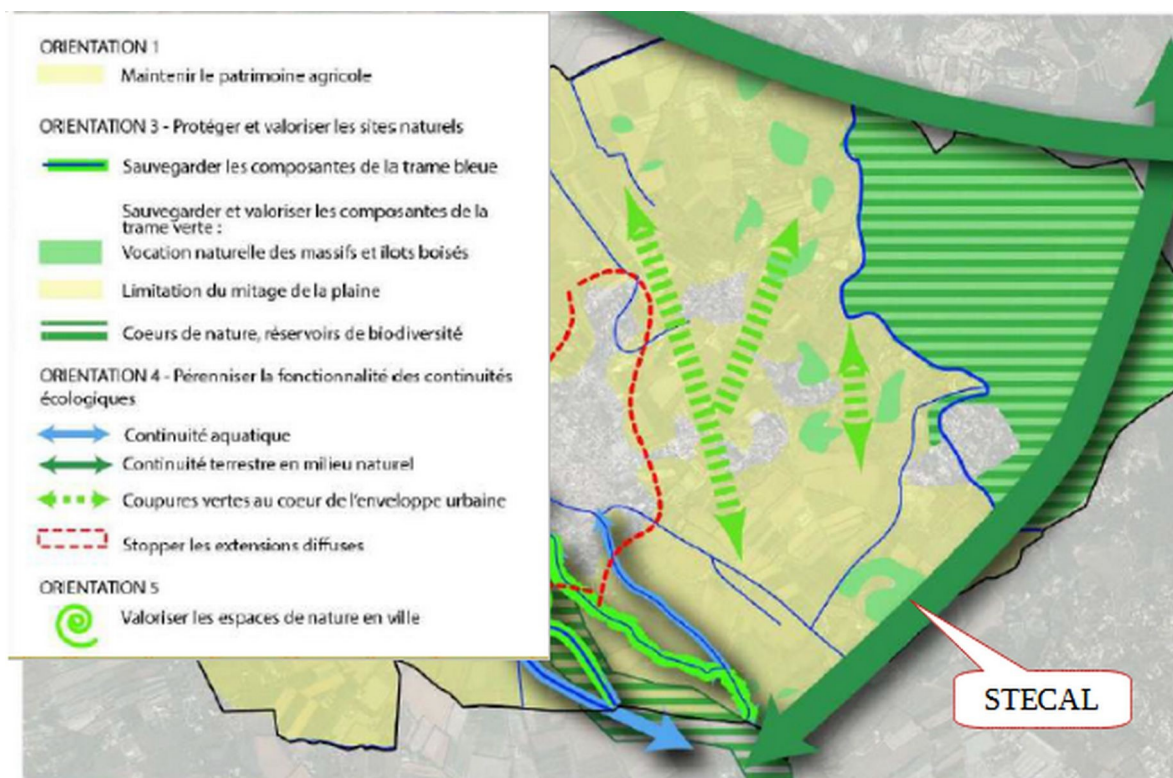 ORIENTATION 1
Maintenir le patrimoine agricole
ORIENTATION 3 - Protéger et valoriser les sites naturels
Sauvegarder les composantes de la trame bleue
Sauvegarder et valoriser les composantes de la
trame verte :
Vocation naturelle des massifs et îlots boisés
Limitation du mitage de la plaine
Coeurs de nature, réservoirs de biodiversité
ORIENTATION 4 - Pérenniser la fonctionnalité des continuités
écologiques
Continuité aquatique
Continuité terrestre en milieu naturel
Coupures vertes au coeur de l'enveloppe urbaine
Stopper les extensions diffuses
ORIENTATION 5
Valoriser les espaces de nature en ville
STECAL